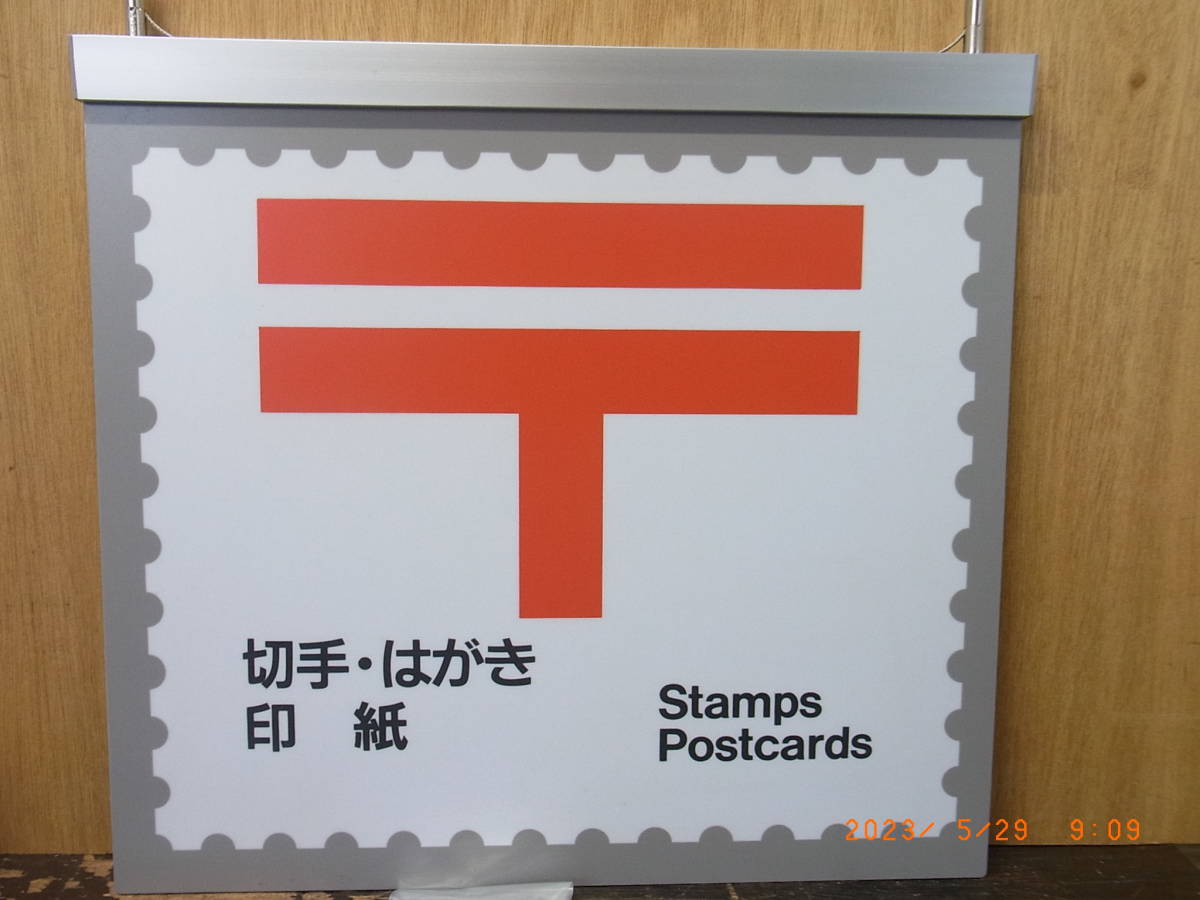 〒
切手・はがき
印 紙
Stamps
Postcards
2023/ 5/29 9:09